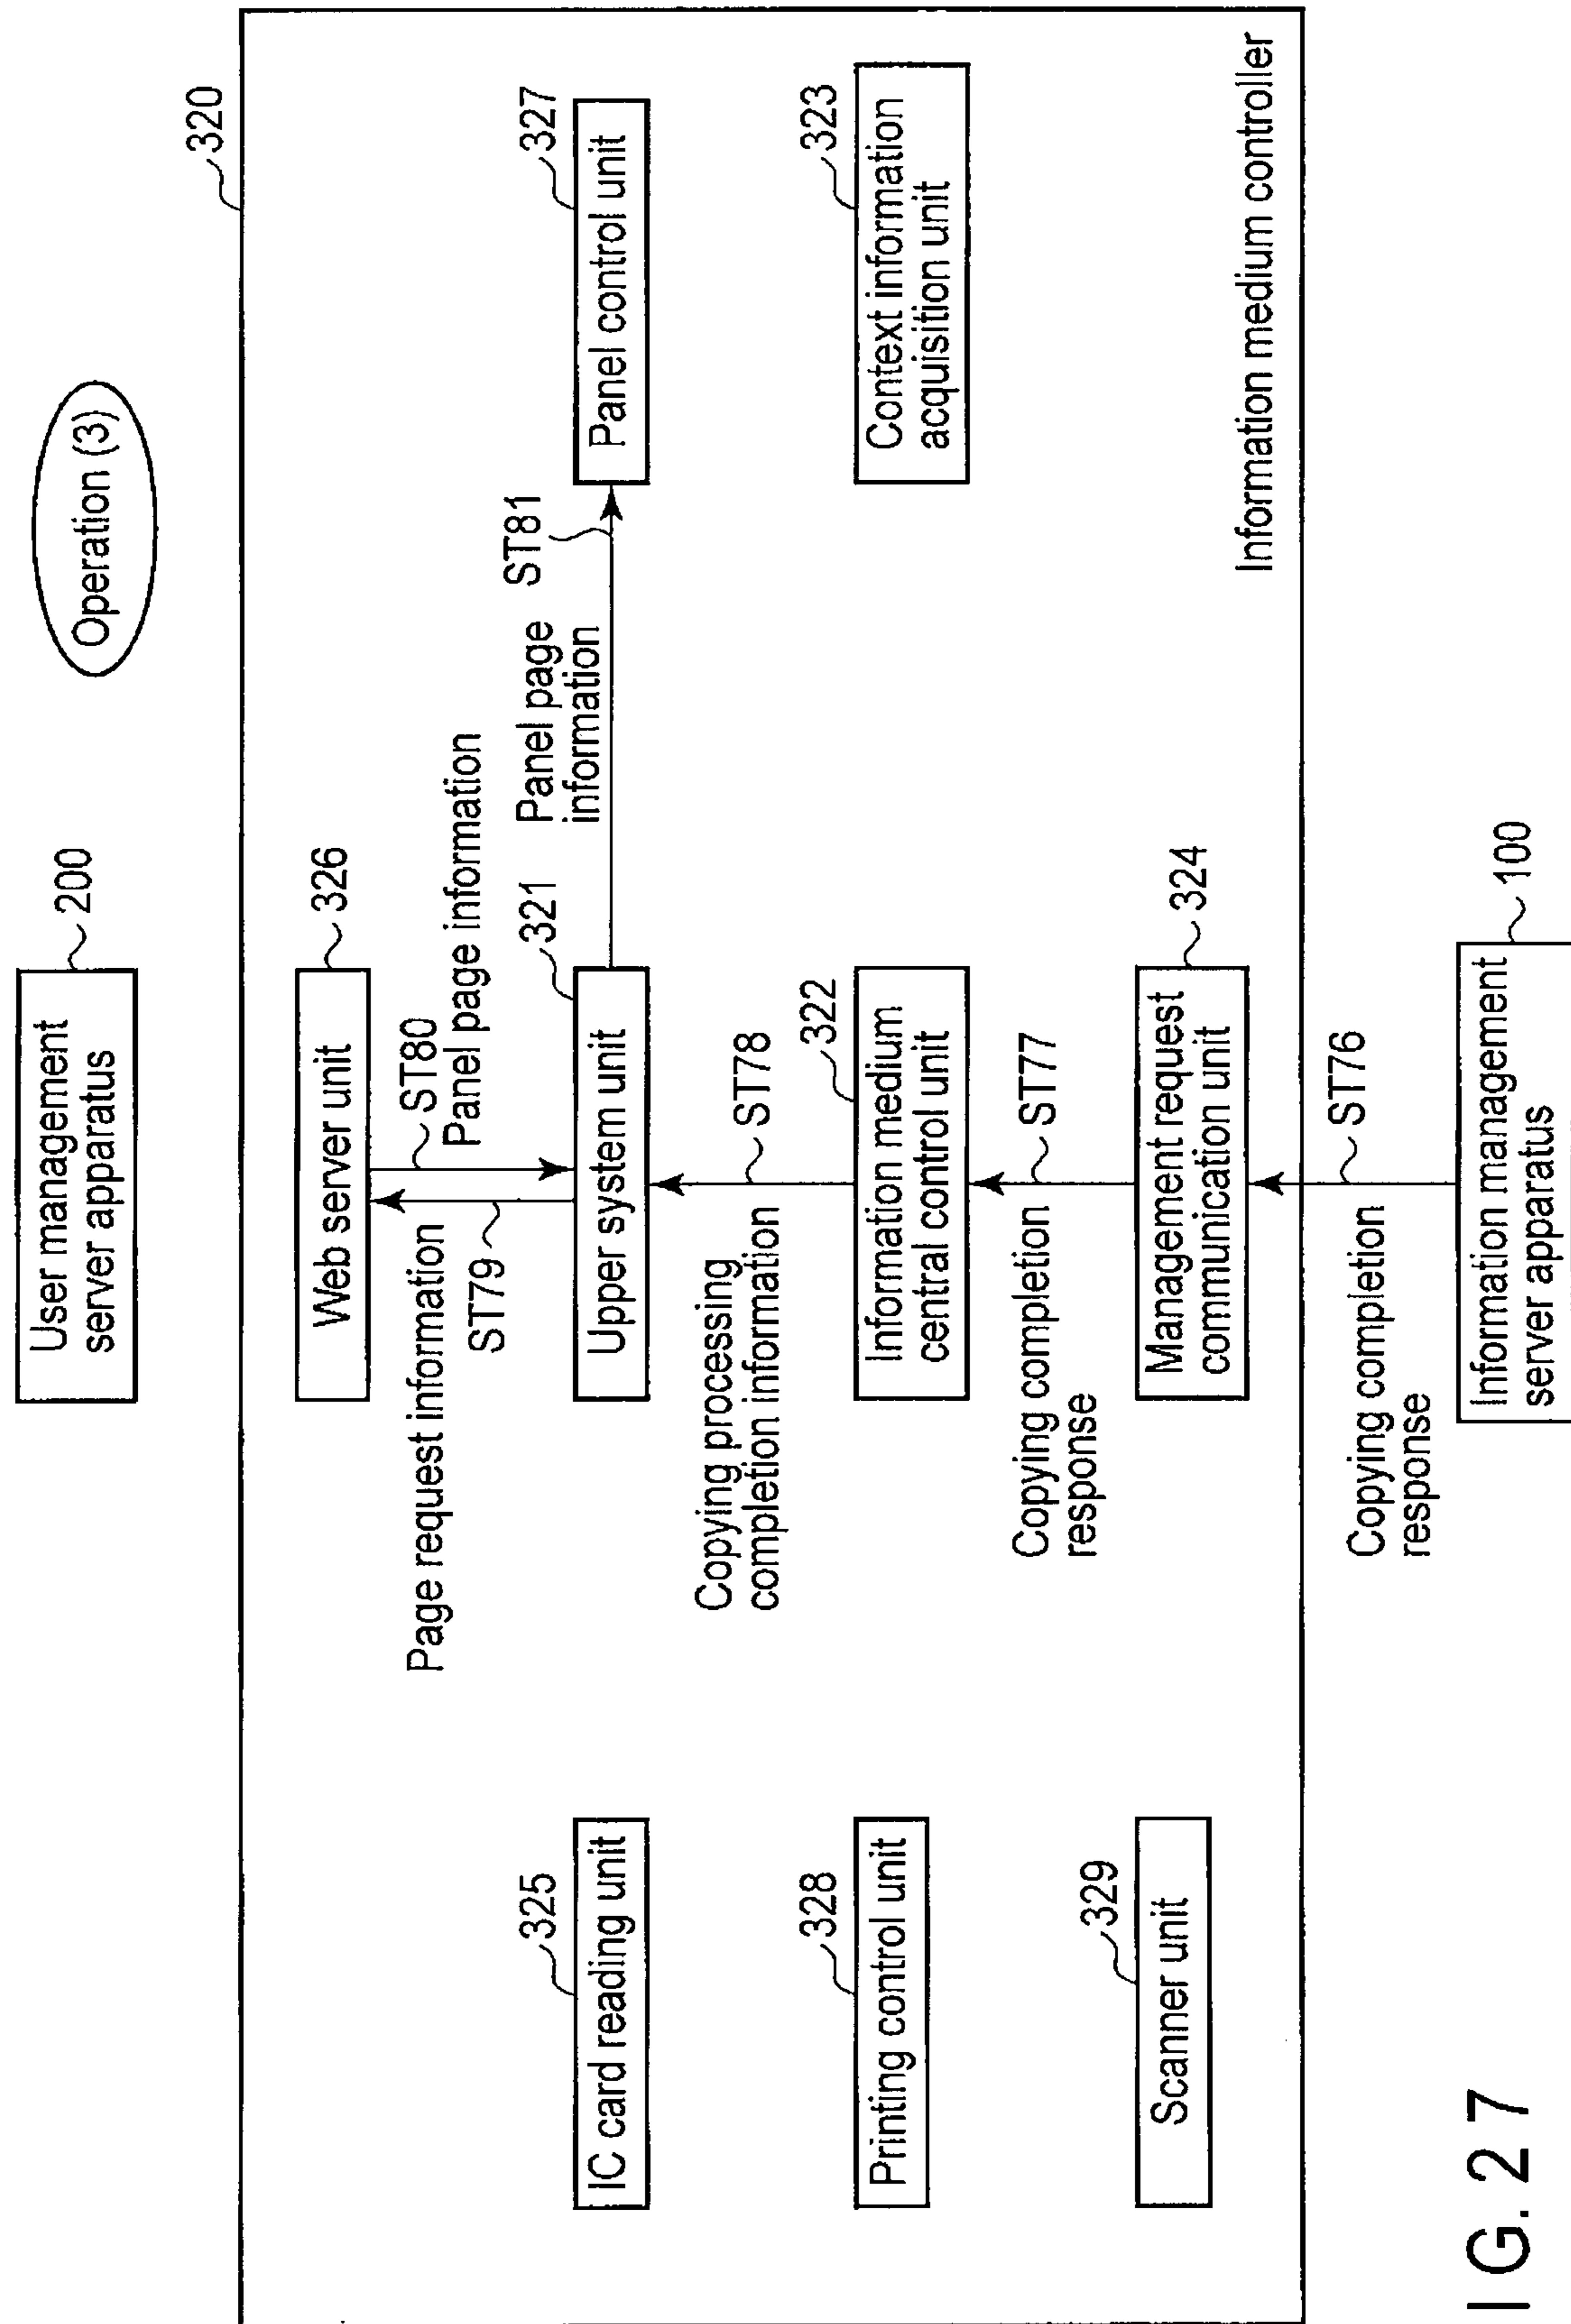 User management
server apparatus
200
Operation (3)
320
Web server unit
326
Page request information
ST79
ST80
Panel page information
IC card reading unit
325
Upper system unit
321
Panel page
information
ST81
Panel control unit
327
Copying processing
completion information
ST78
Printing control unit
328
Information medium
central control unit
322
Context information
acquisition unit
323
Copying completion
response
ST77
Scanner unit
329
Management request
communication unit
324
Information medium controller
Copying completion
response
ST76
Information management
server apparatus
100
IG. 27